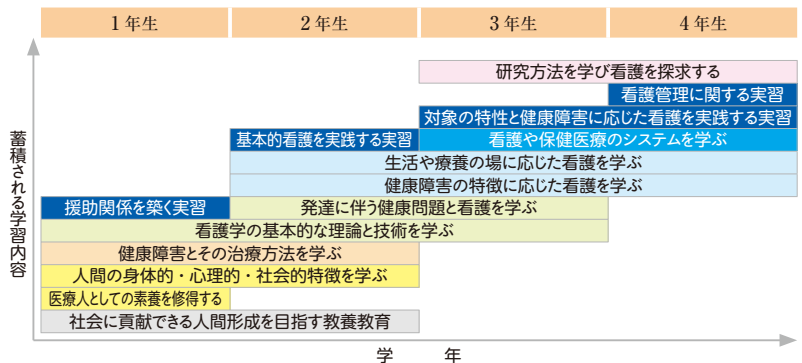 1年生
2年生
3年生
4年生
蓄積される学習内容
研究方法を学び看護を探求する
看護管理に関する実習
対象の特性と健康障害に応じた看護を実践する実習
基本的看護を実践する実習
看護や保健医療のシステムを学ぶ
生活や療養の場に応じた看護を学ぶ
健康障害の特徴に応じた看護を学ぶ
援助関係を築く実習
発達に伴う健康問題と看護を学ぶ
看護学の基本的な理論と技術を学ぶ
健康障害とその治療方法を学ぶ
人間の身体的・心理的・社会的特徴を学ぶ
医療人としての素養を修得する
社会に貢献できる人間形成を目指す教養教育
学　年